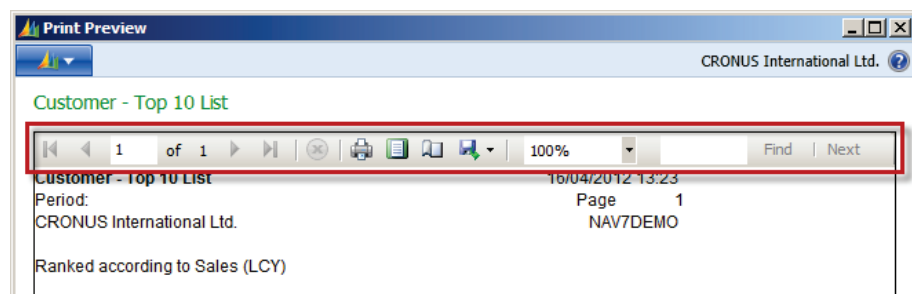 Print Preview
CRONUS International Ltd.
Customer - Top 10 List
1 of 1 100% Find | Next
Customer - Top 10 List 16/04/2012 13:23
Period: Page 1
CRONUS International Ltd. NAV7DEMO
Ranked according to Sales (LCY)